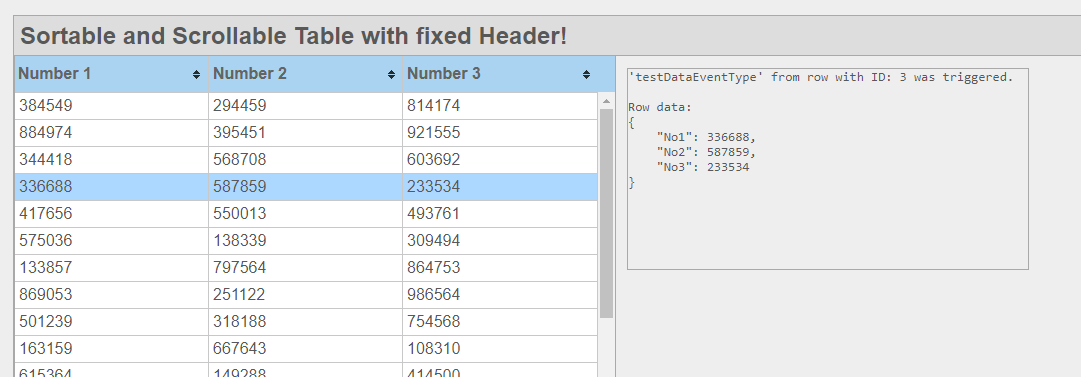 Sortable and Scrollable Table with fixed Header!
Number 1 Number 2 Number 3
384549 294459 814174
884974 395451 921555
344418 568708 603692
336688 587859 233534
417656 550013 493761
575036 138339 309494
133857 797564 864753
869053 251122 986564
501239 318188 754568
163159 667643 108310
615364 149288 414500
'testDataEventType' from row with ID: 3 was triggered.
Row data:
{
"No1": 336688,
"No2": 587859,
"No3": 233534
}